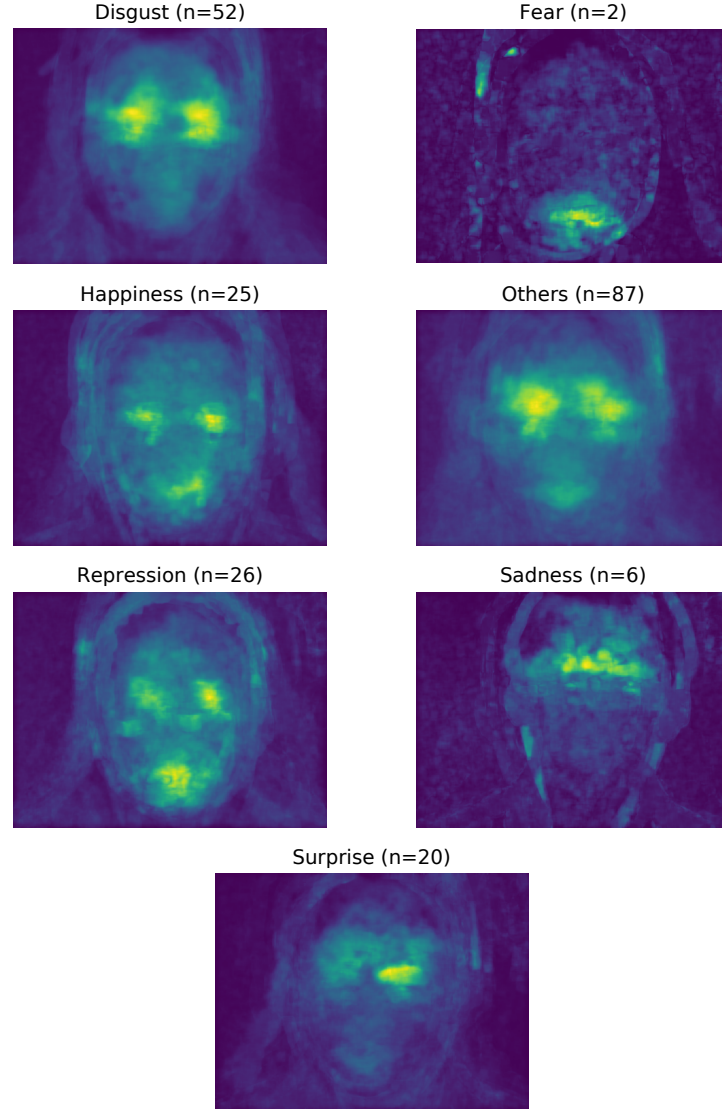 Disgust (n=52)
Fear (n=2)
Happiness (n=25)
Others (n=87)
Repression (n=26)
Sadness (n=6)
Surprise (n=20)